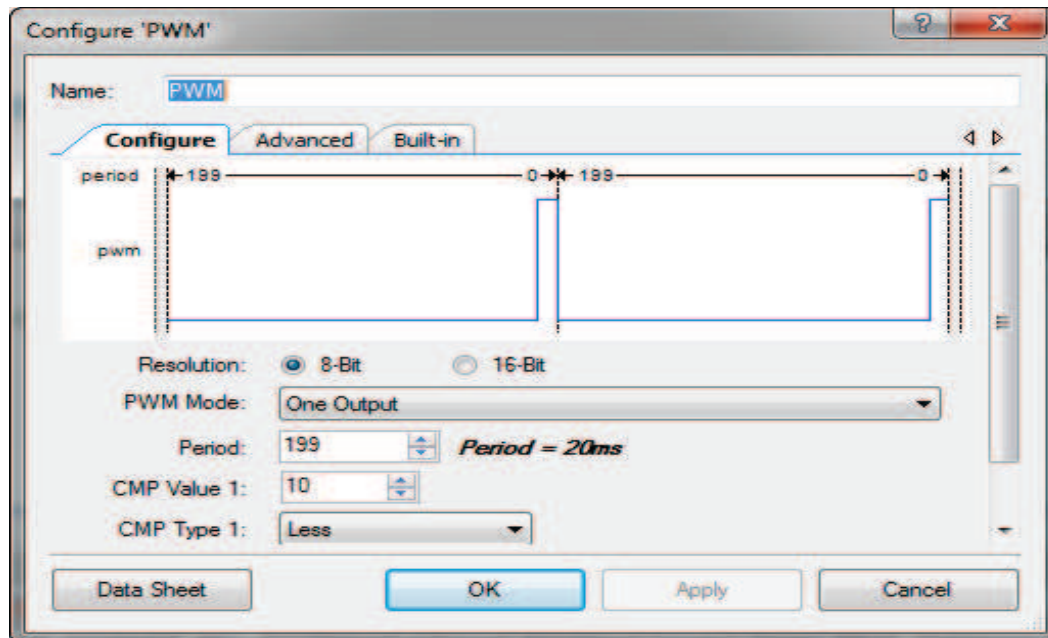 Configure 'PWM'
Name: PWM
Configure Advanced Built-in
period 199 0 199 0
pwm
Resolution: 8-Bit 16-Bit
PWM Mode: One Output
Period: 199 Period = 20ms
CMP Value 1: 10
CMP Type 1: Less
Data Sheet OK Apply Cancel